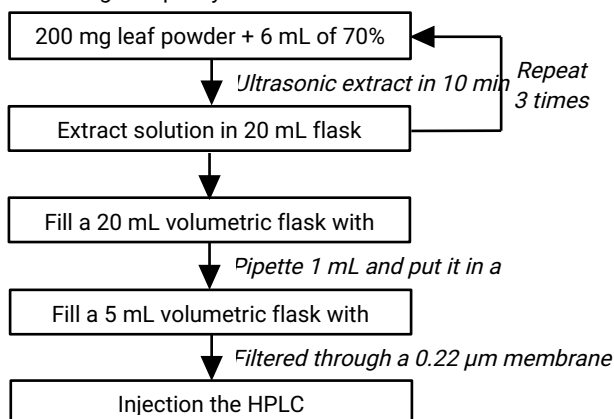 200 mg leaf powder + 6 mL of 70%
Ultrasonic extract in 10 min
Repeat
3 times
Extract solution in 20 mL flask
Fill a 20 mL volumetric flask with
Pipette 1 mL and put it in a
Fill a 5 mL volumetric flask with
Filtered through a 0.22 µm membrane
Injection the HPLC